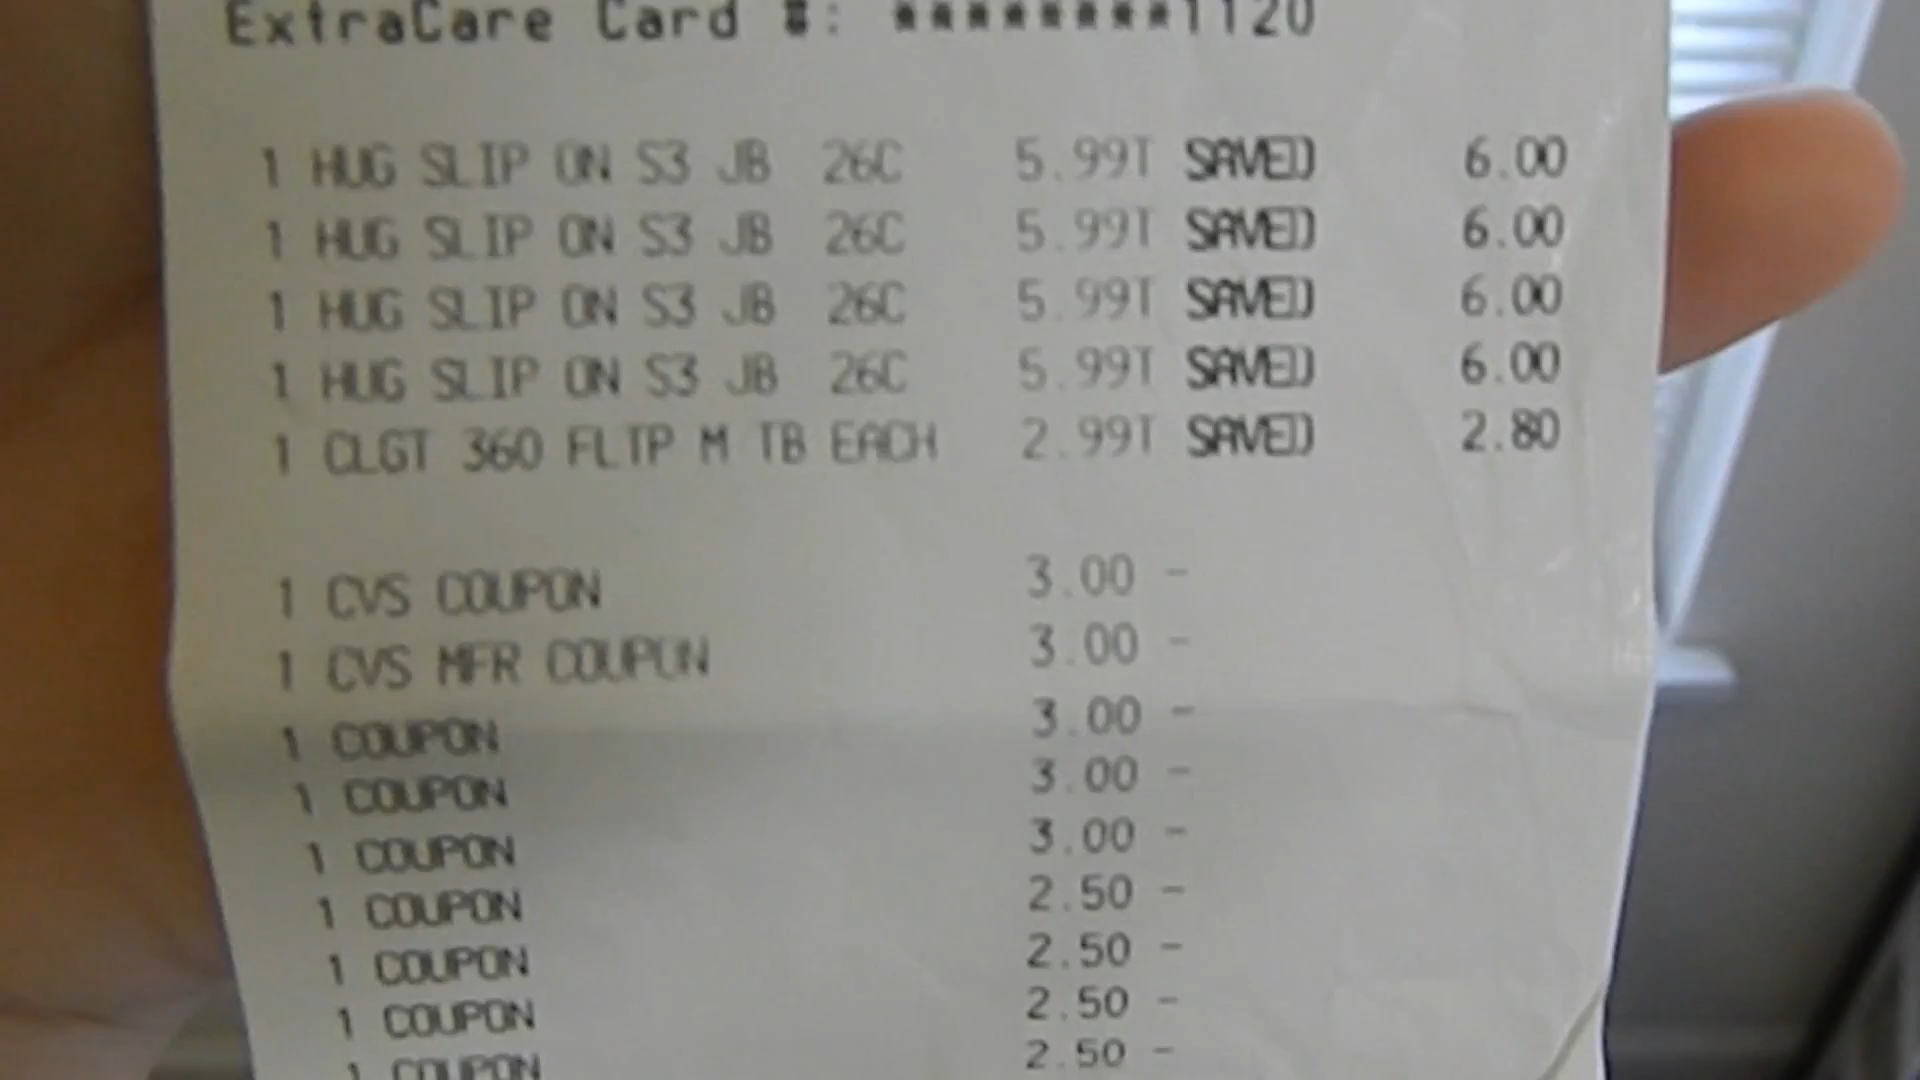 ExtraCare Card #: ********1120
1 HUG SLIP ON S3 JB 26C 5.99T SAVED 6.00
1 HUG SLIP ON S3 JB 26C 5.99T SAVED 6.00
1 HUG SLIP ON S3 JB 26C 5.99T SAVED 6.00
1 HUG SLIP ON S3 JB 26C 5.99T SAVED 6.00
1 CLGT 360 FLTP M TB EACH 2.99T SAVED 2.80
1 CVS COUPON 3.00 -
1 CVS MFR COUPON 3.00 -
1 COUPON 3.00 -
1 COUPON 3.00 -
1 COUPON 3.00 -
1 COUPON 2.50 -
1 COUPON 2.50 -
1 COUPON 2.50 -
1 COUPON 2.50 -